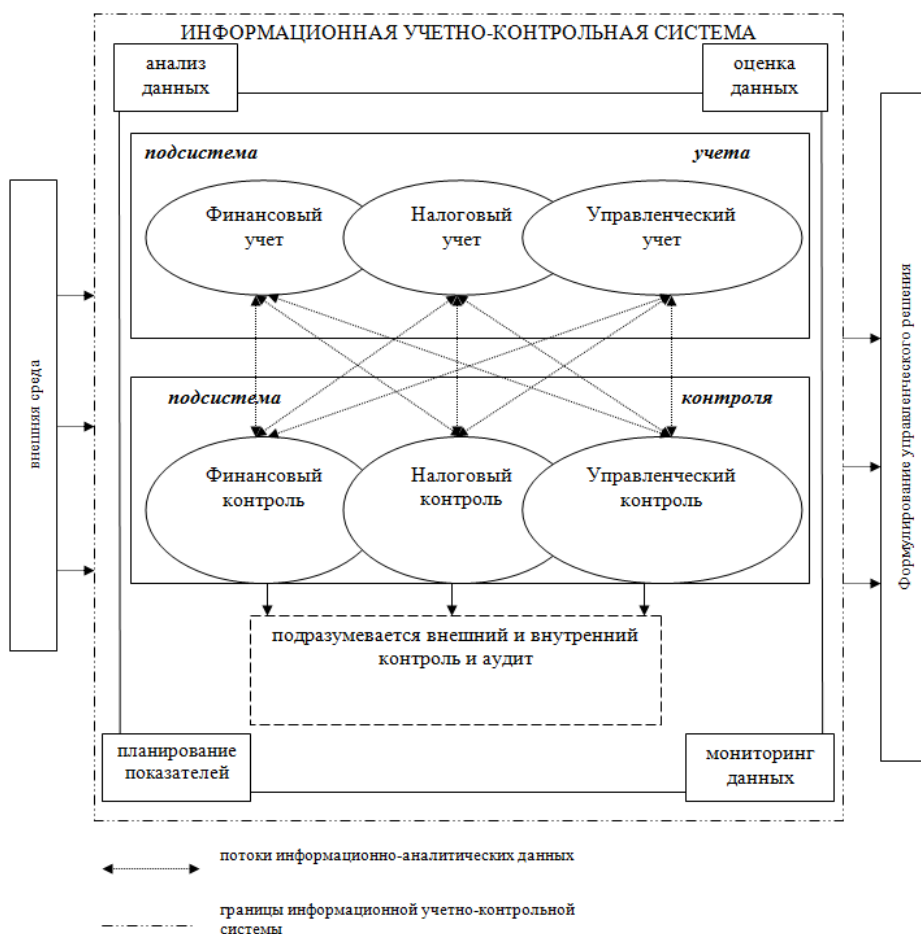 ИНФОРМАЦИОННАЯ УЧЕТНО-КОНТРОЛЬНАЯ СИСТЕМА
анализ
данных
оценка
данных
подсистема
учета
Финансовый
учет
Налоговый
учет
Управленческий
учет
внешняя среда
Формулирование управленческого решения
подсистема
контроля
Финансовый
контроль
Налоговый
контроль
Управленческий
контроль
подразумевается внешний и внутренний
контроль и аудит
планирование
показателей
мониторинг
данных
потоки информационно-аналитических данных
границы информационной учетно-контрольной
системы